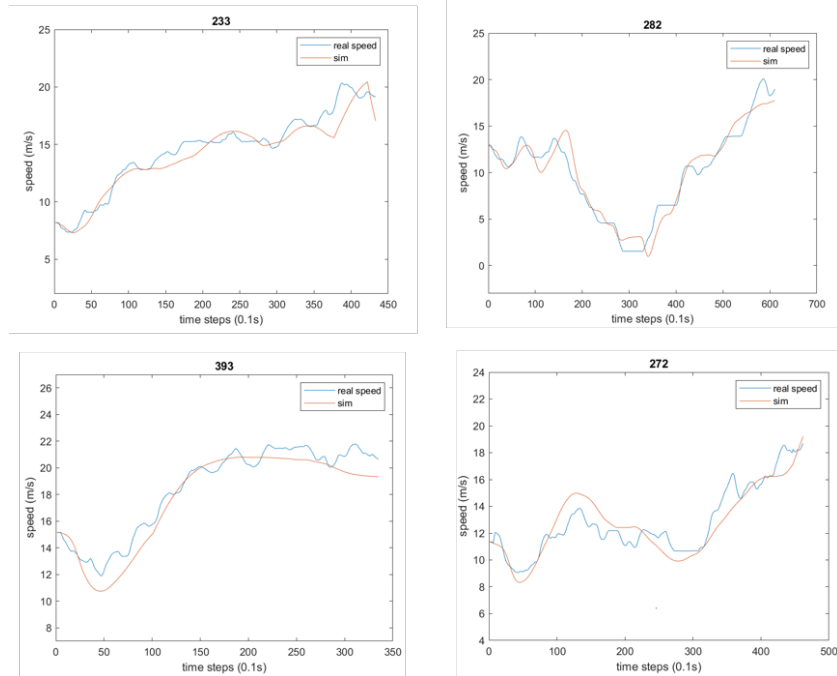 233
real speed
sim
25
20
15
10
5
speed (m/s)
0 50 100 150 200 250 300 350 400 450
time steps (0.1s)
282
real speed
sim
25
20
15
10
5
0
speed (m/s)
0 100 200 300 400 500 600 700
time steps (0.1s)
393
real speed
sim
26
24
22
20
18
16
14
12
10
8
speed (m/s)
0 50 100 150 200 250 300 350
time steps (0.1s)
272
real speed
sim
24
22
20
18
16
14
12
10
8
6
4
speed (m/s)
0 100 200 300 400 500
time steps (0.1s)